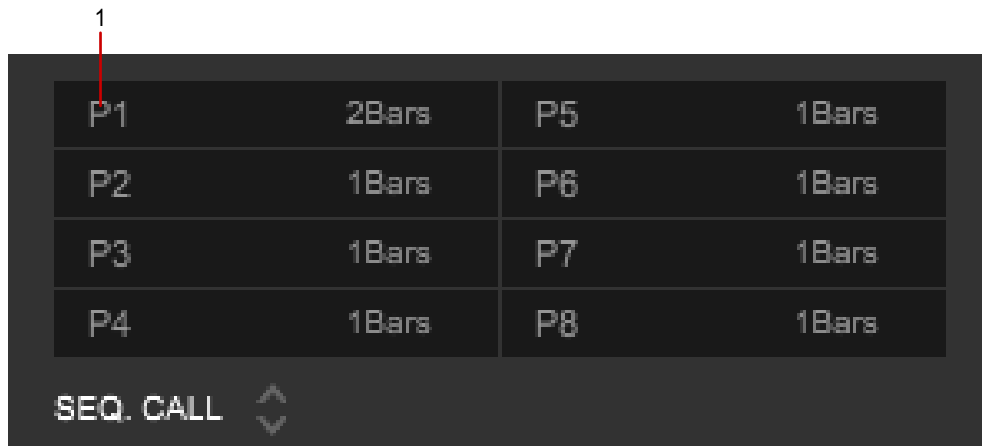 1
P1 2Bars P5 1Bars
P2 1Bars P6 1Bars
P3 1Bars P7 1Bars
P4 1Bars P8 1Bars
SEQ. CALL